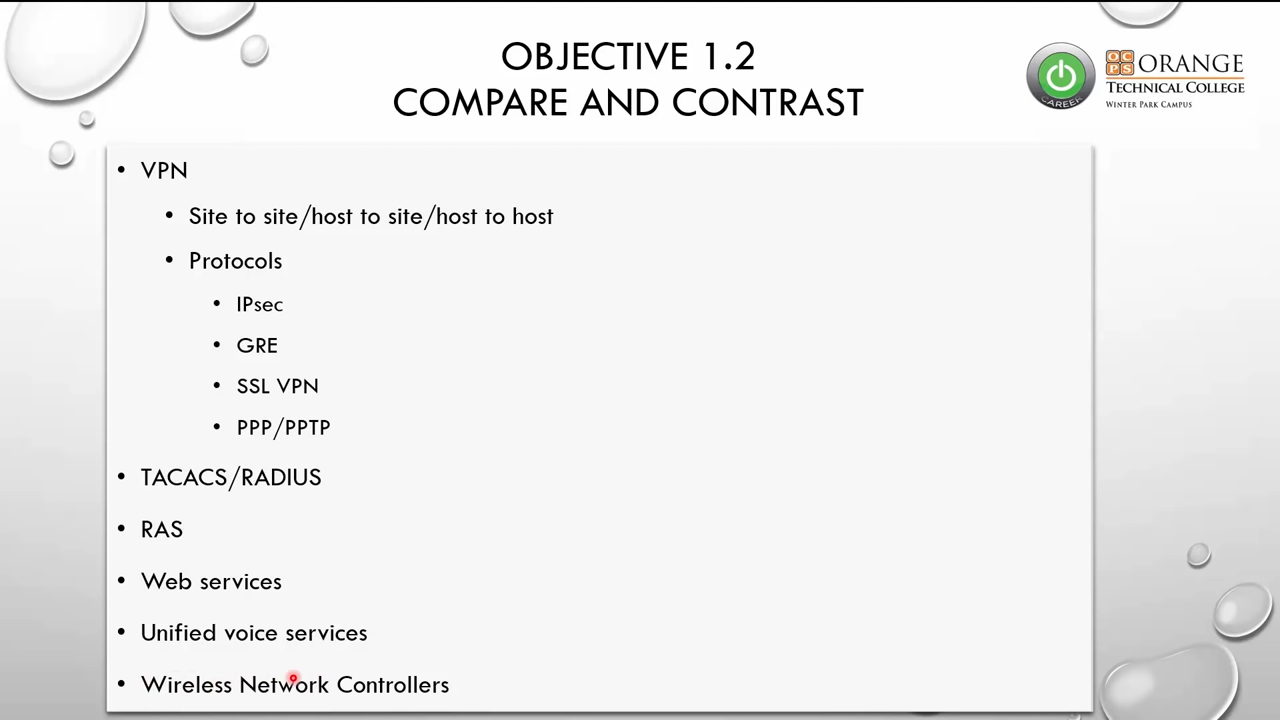 OBJECTIVE 1.2
COMPARE AND CONTRAST
CAREER
OCPS
ORANGE
TECHNICAL COLLEGE
WINTER PARK CAMPUS
• VPN
• Site to site/host to site/host to host
• Protocols
• IPsec
• GRE
• SSL VPN
• PPP/PPTP
• TACACS/RADIUS
• RAS
• Web services
• Unified voice services
• Wireless Network Controllers